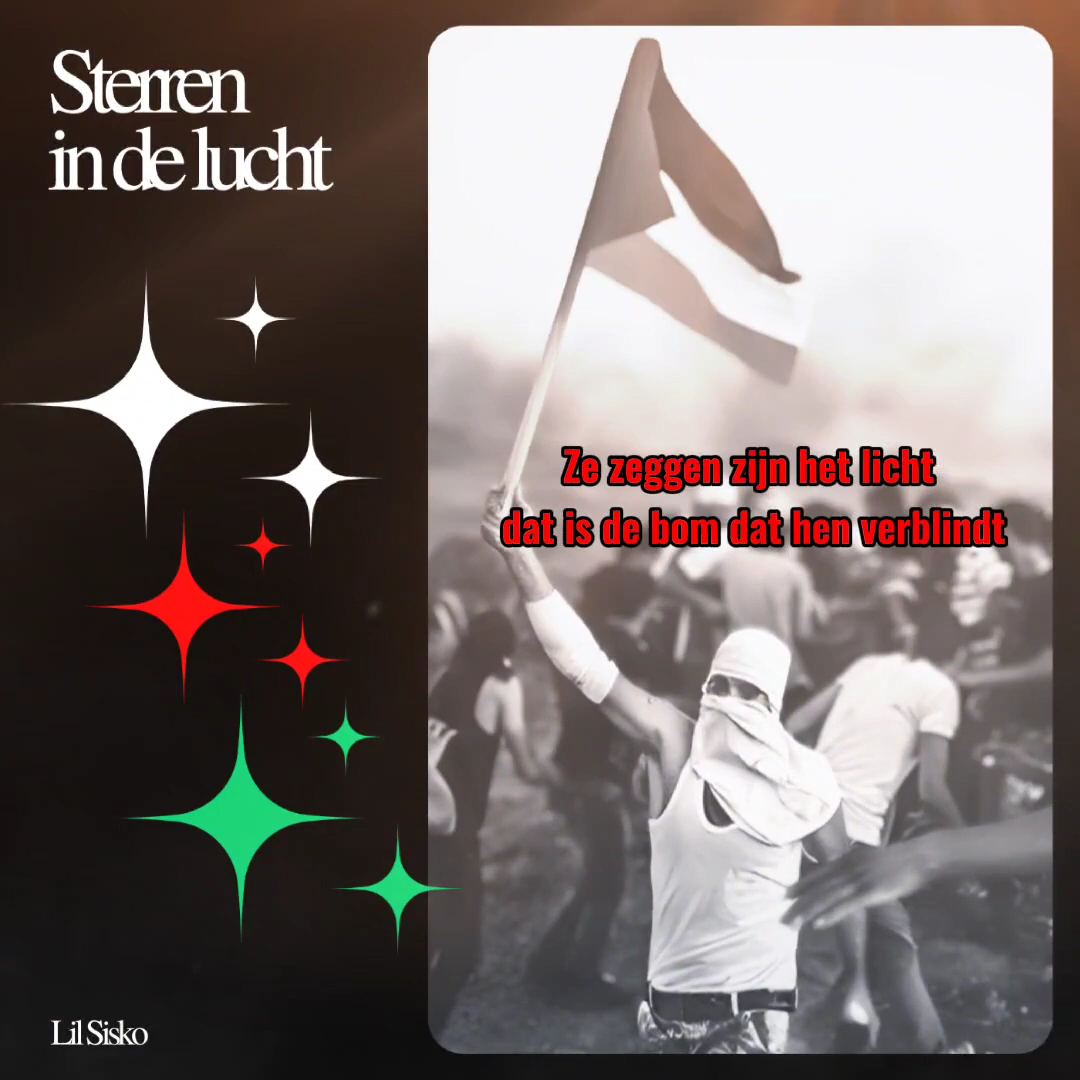 Sterren
in de lucht
Ze zeggen zijn het licht
dat is de bom dat hen verblindt
Lil Sisko